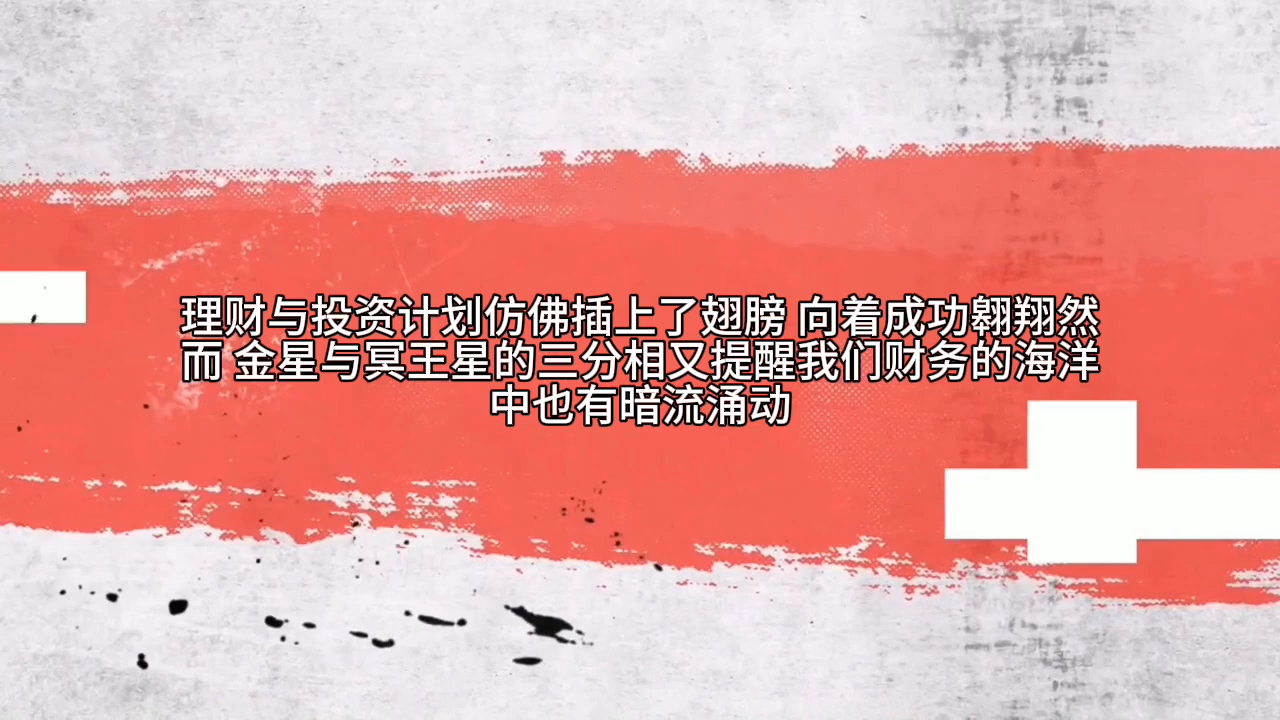 理财与投资计划仿佛插上了翅膀 向着成功翱翔然
而 金星与冥王星的三分相又提醒我们财务的海洋
中也有暗流涌动